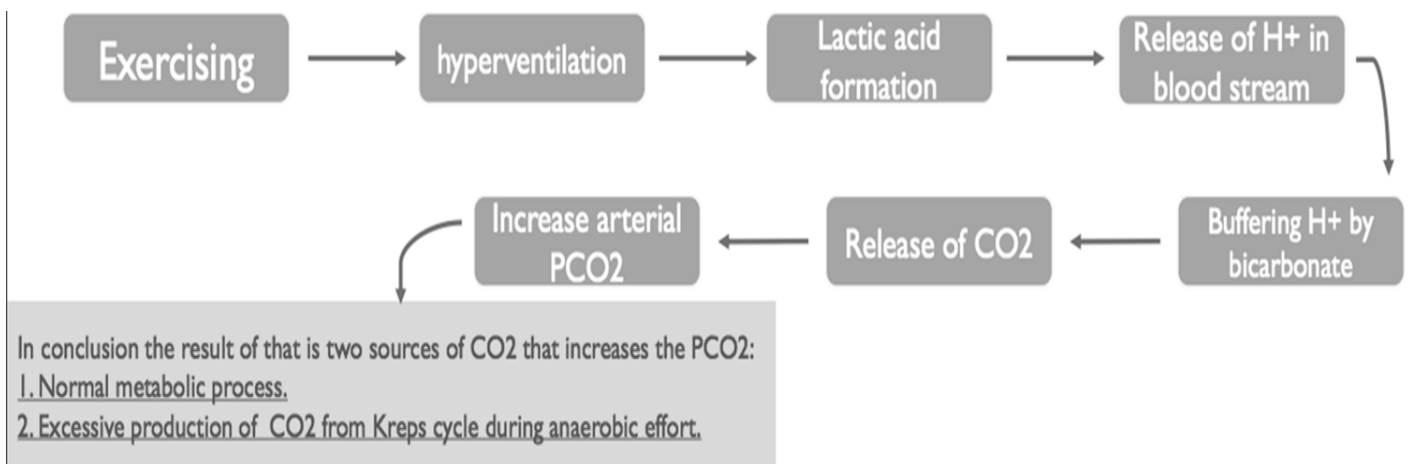 Exercising
hyperventilation
Lactic acid
formation
Release of H+ in
blood stream
Buffering H+ by
bicarbonate
Release of CO2
Increase arterial
PCO2
In conclusion the result of that is two sources of CO2 that increases the PCO2:
1. Normal metabolic process.
2. Excessive production of CO2 from Kreps cycle during anaerobic effort.